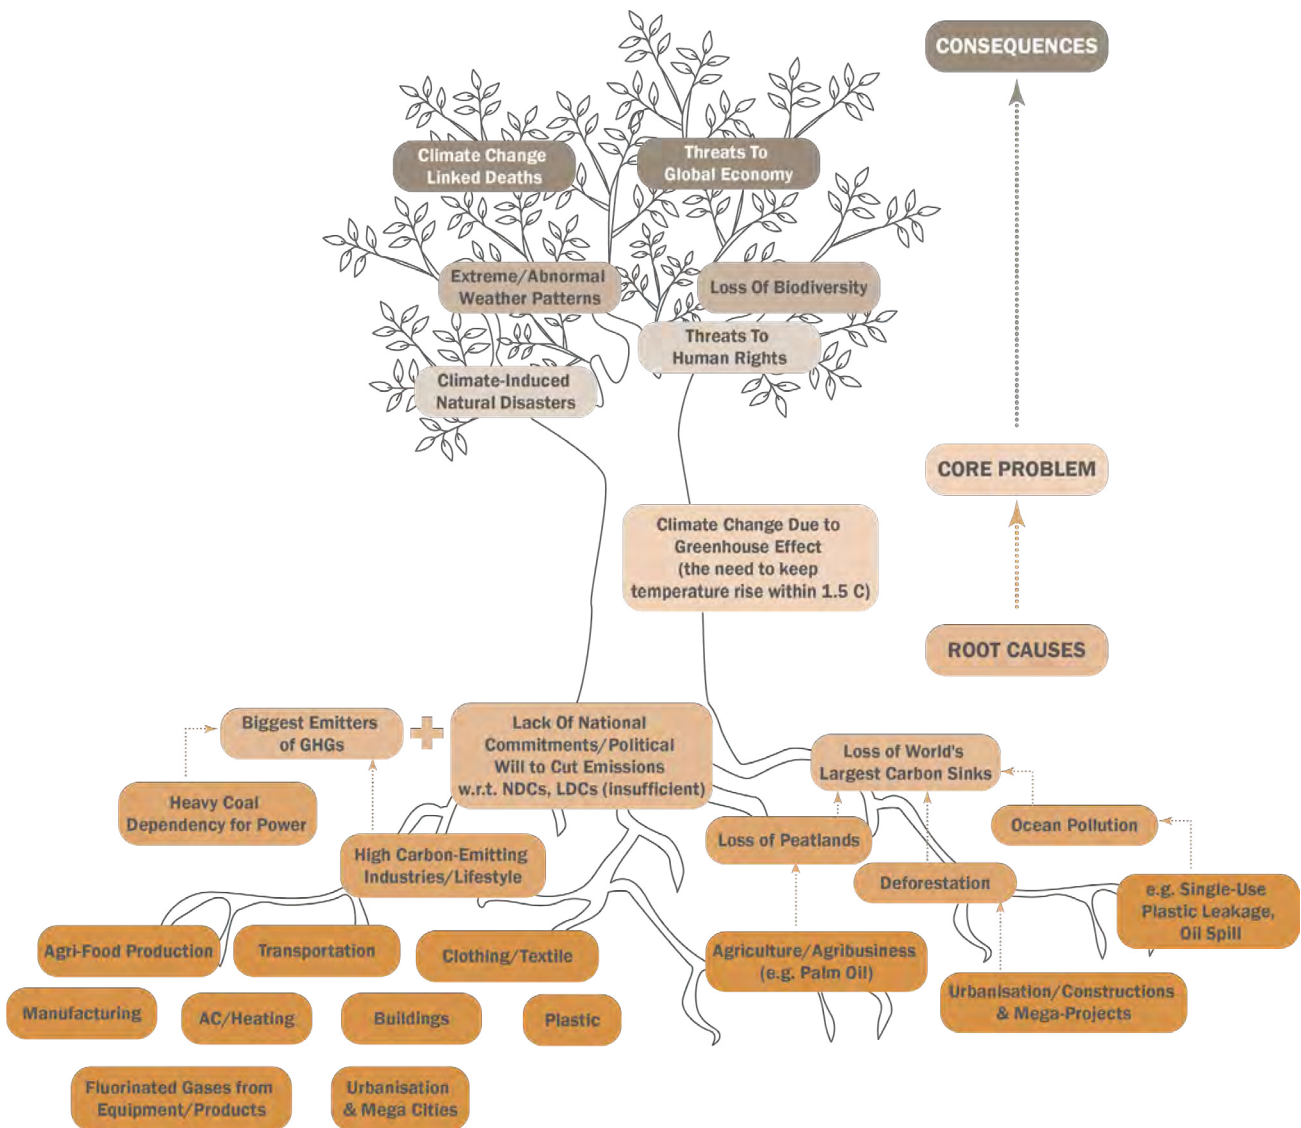 CONSEQUENCES
Climate Change
Linked Deaths
Threats To
Global Economy
Extreme/Abnormal
Weather Patterns
Loss Of Biodiversity
Threats To
Human Rights
Climate-Induced
Natural Disasters
CORE PROBLEM
Climate Change Due to
Greenhouse Effect
(the need to keep
temperature rise within 1.5 C)
ROOT CAUSES
Biggest Emitters
of GHGs
Lack Of National
Commitments/Political
Will to Cut Emissions
w.r.t. NDCs, LDCs (insufficient)
Loss of World's
Largest Carbon Sinks
Heavy Coal
Dependency for Power
Loss of Peatlands
Ocean Pollution
High Carbon-Emitting
Industries/Lifestyle
Deforestation
e.g. Single-Use
Plastic Leakage,
Oil Spill
Agri-Food Production
Transportation
Clothing/Textile
Agriculture/Agribusiness
(e.g. Palm Oil)
Urbanisation/Constructions
& Mega-Projects
Manufacturing
AC/Heating
Buildings
Plastic
Fluorinated Gases from
Equipment/Products
Urbanisation
& Mega Cities